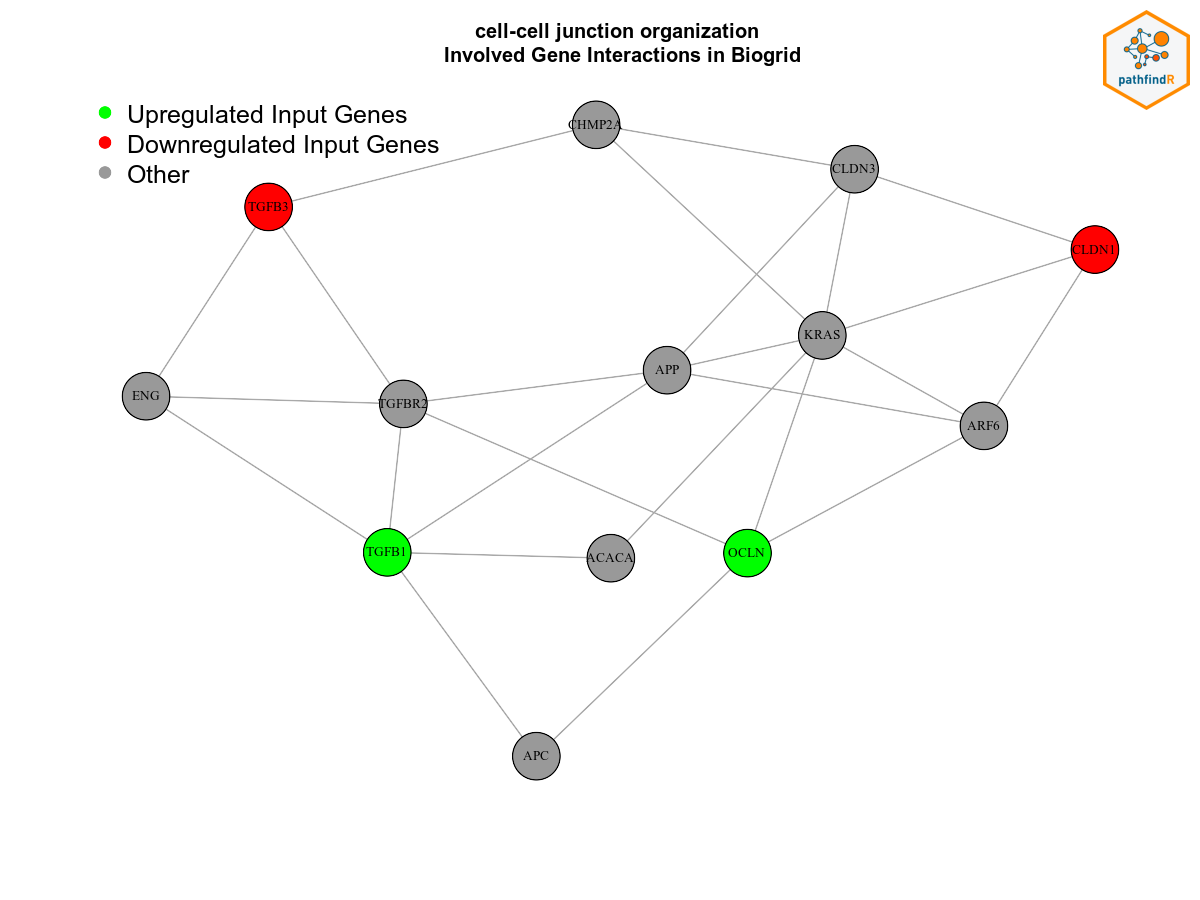 cell-cell junction organization
Involved Gene Interactions in Biogrid
pathfindR
Upregulated Input Genes
Downregulated Input Genes
Other
CHMP2A
CLDN3
TGFB3
CLDN1
KRAS
APP
ENG
TGFBR2
ARF6
TGFB1
ACACA
OCLN
APC